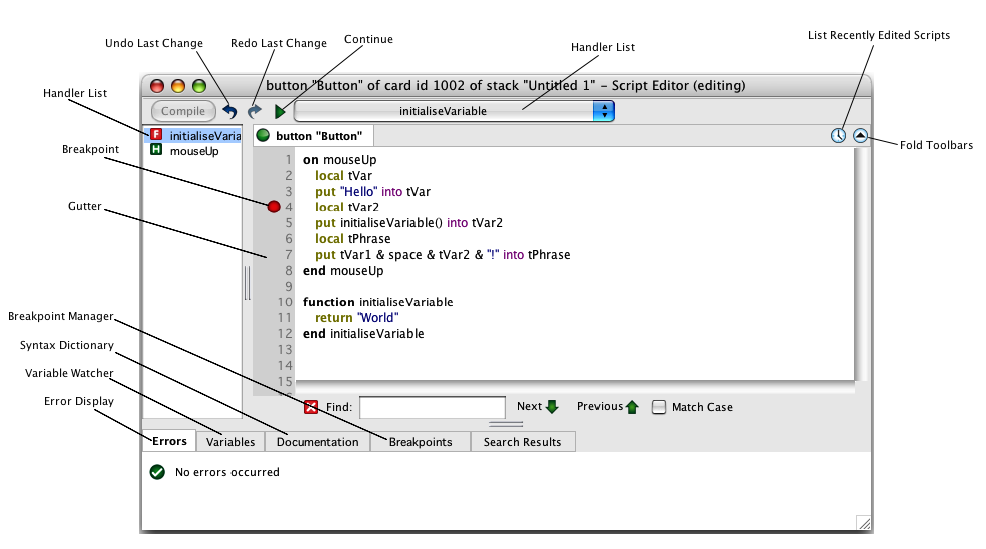 List Recently Edited Scripts
Undo Last Change
Redo Last Change
Continue
Handler List
button "Button" of card id 1002 of stack "Untitled 1" – Script Editor (editing)
Handler List
Compile
initialiseVariable
F initialiseVaria
H mouseUp
button "Button"
Fold Toolbars
Breakpoint
Gutter
1 on mouseUp
2 local tVar
3 put "Hello" into tVar
4 local tVar2
5 put initialiseVariable() into tVar2
6 local tPhrase
7 put tVar1 & space & tVar2 & "!" into tPhrase
8 end mouseUp
9
10 function initialiseVariable
11 return "World"
12 end initialiseVariable
13
14
15
Breakpoint Manager
Syntax Dictionary
Variable Watcher
Error Display
Find: Next Previous Match Case
Errors Variables Documentation Breakpoints Search Results
No errors occurred